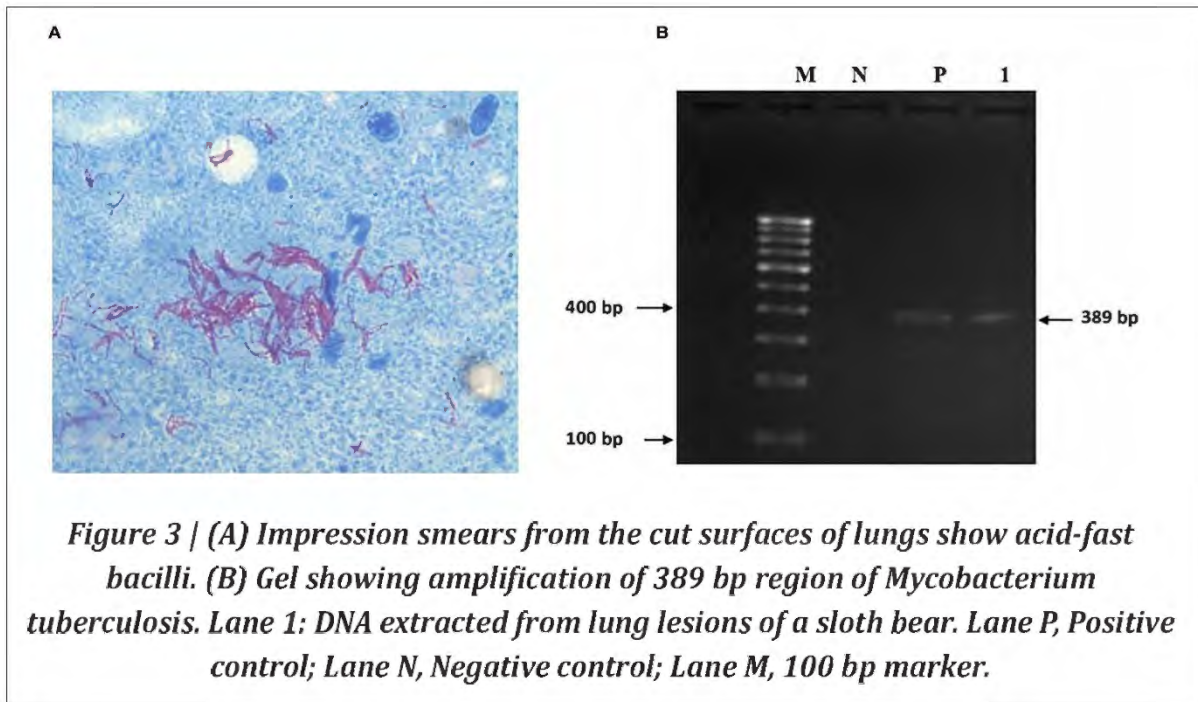 A
B
M N P 1
400 bp
389 bp
100 bp
Figure 3 | (A) Impression smears from the cut surfaces of lungs show acid-fast
bacilli. (B) Gel showing amplification of 389 bp region of Mycobacterium
tuberculosis. Lane 1: DNA extracted from lung lesions of a sloth bear. Lane P, Positive
control; Lane N, Negative control; Lane M, 100 bp marker.